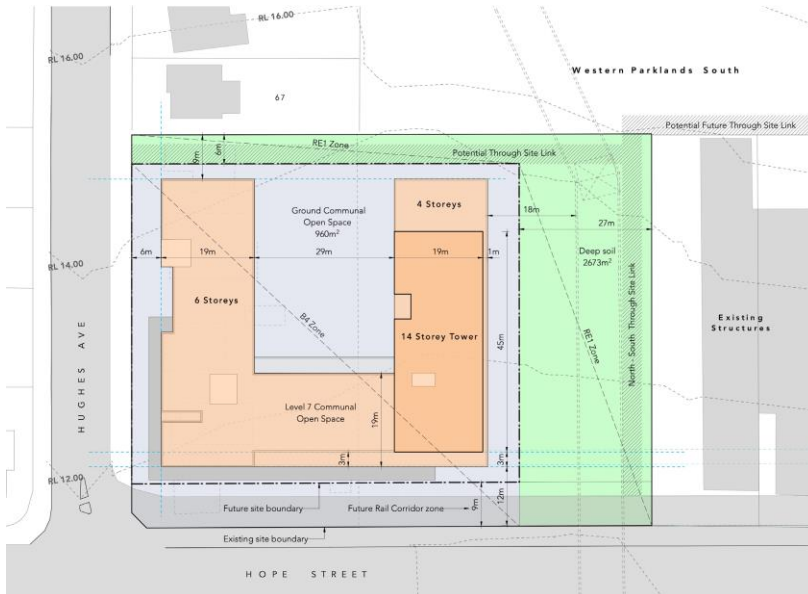 RL 16.00
RL 16.00
Western Parklands South
67
Potential Future Through Site Link
RE1 Zone
Potential Through Site Link
9m
6m
4 Storeys
Ground Communal
Open Space
960m²
18m
27m
6m
19m
29m
19m
1m
Deep soil
2673m²
RL 14.00
6 Storeys
B4 Zone
14 Storey Tower
45m
RE1 Zone
North - South Through Site Link
Existing
Structures
HUGHES AVE
Level 7 Communal
Open Space
19m
3m
3m
RL 12.00
12m
9m
Future site boundary
Future Rail Corridor zone
Existing site boundary
HOPE STREET